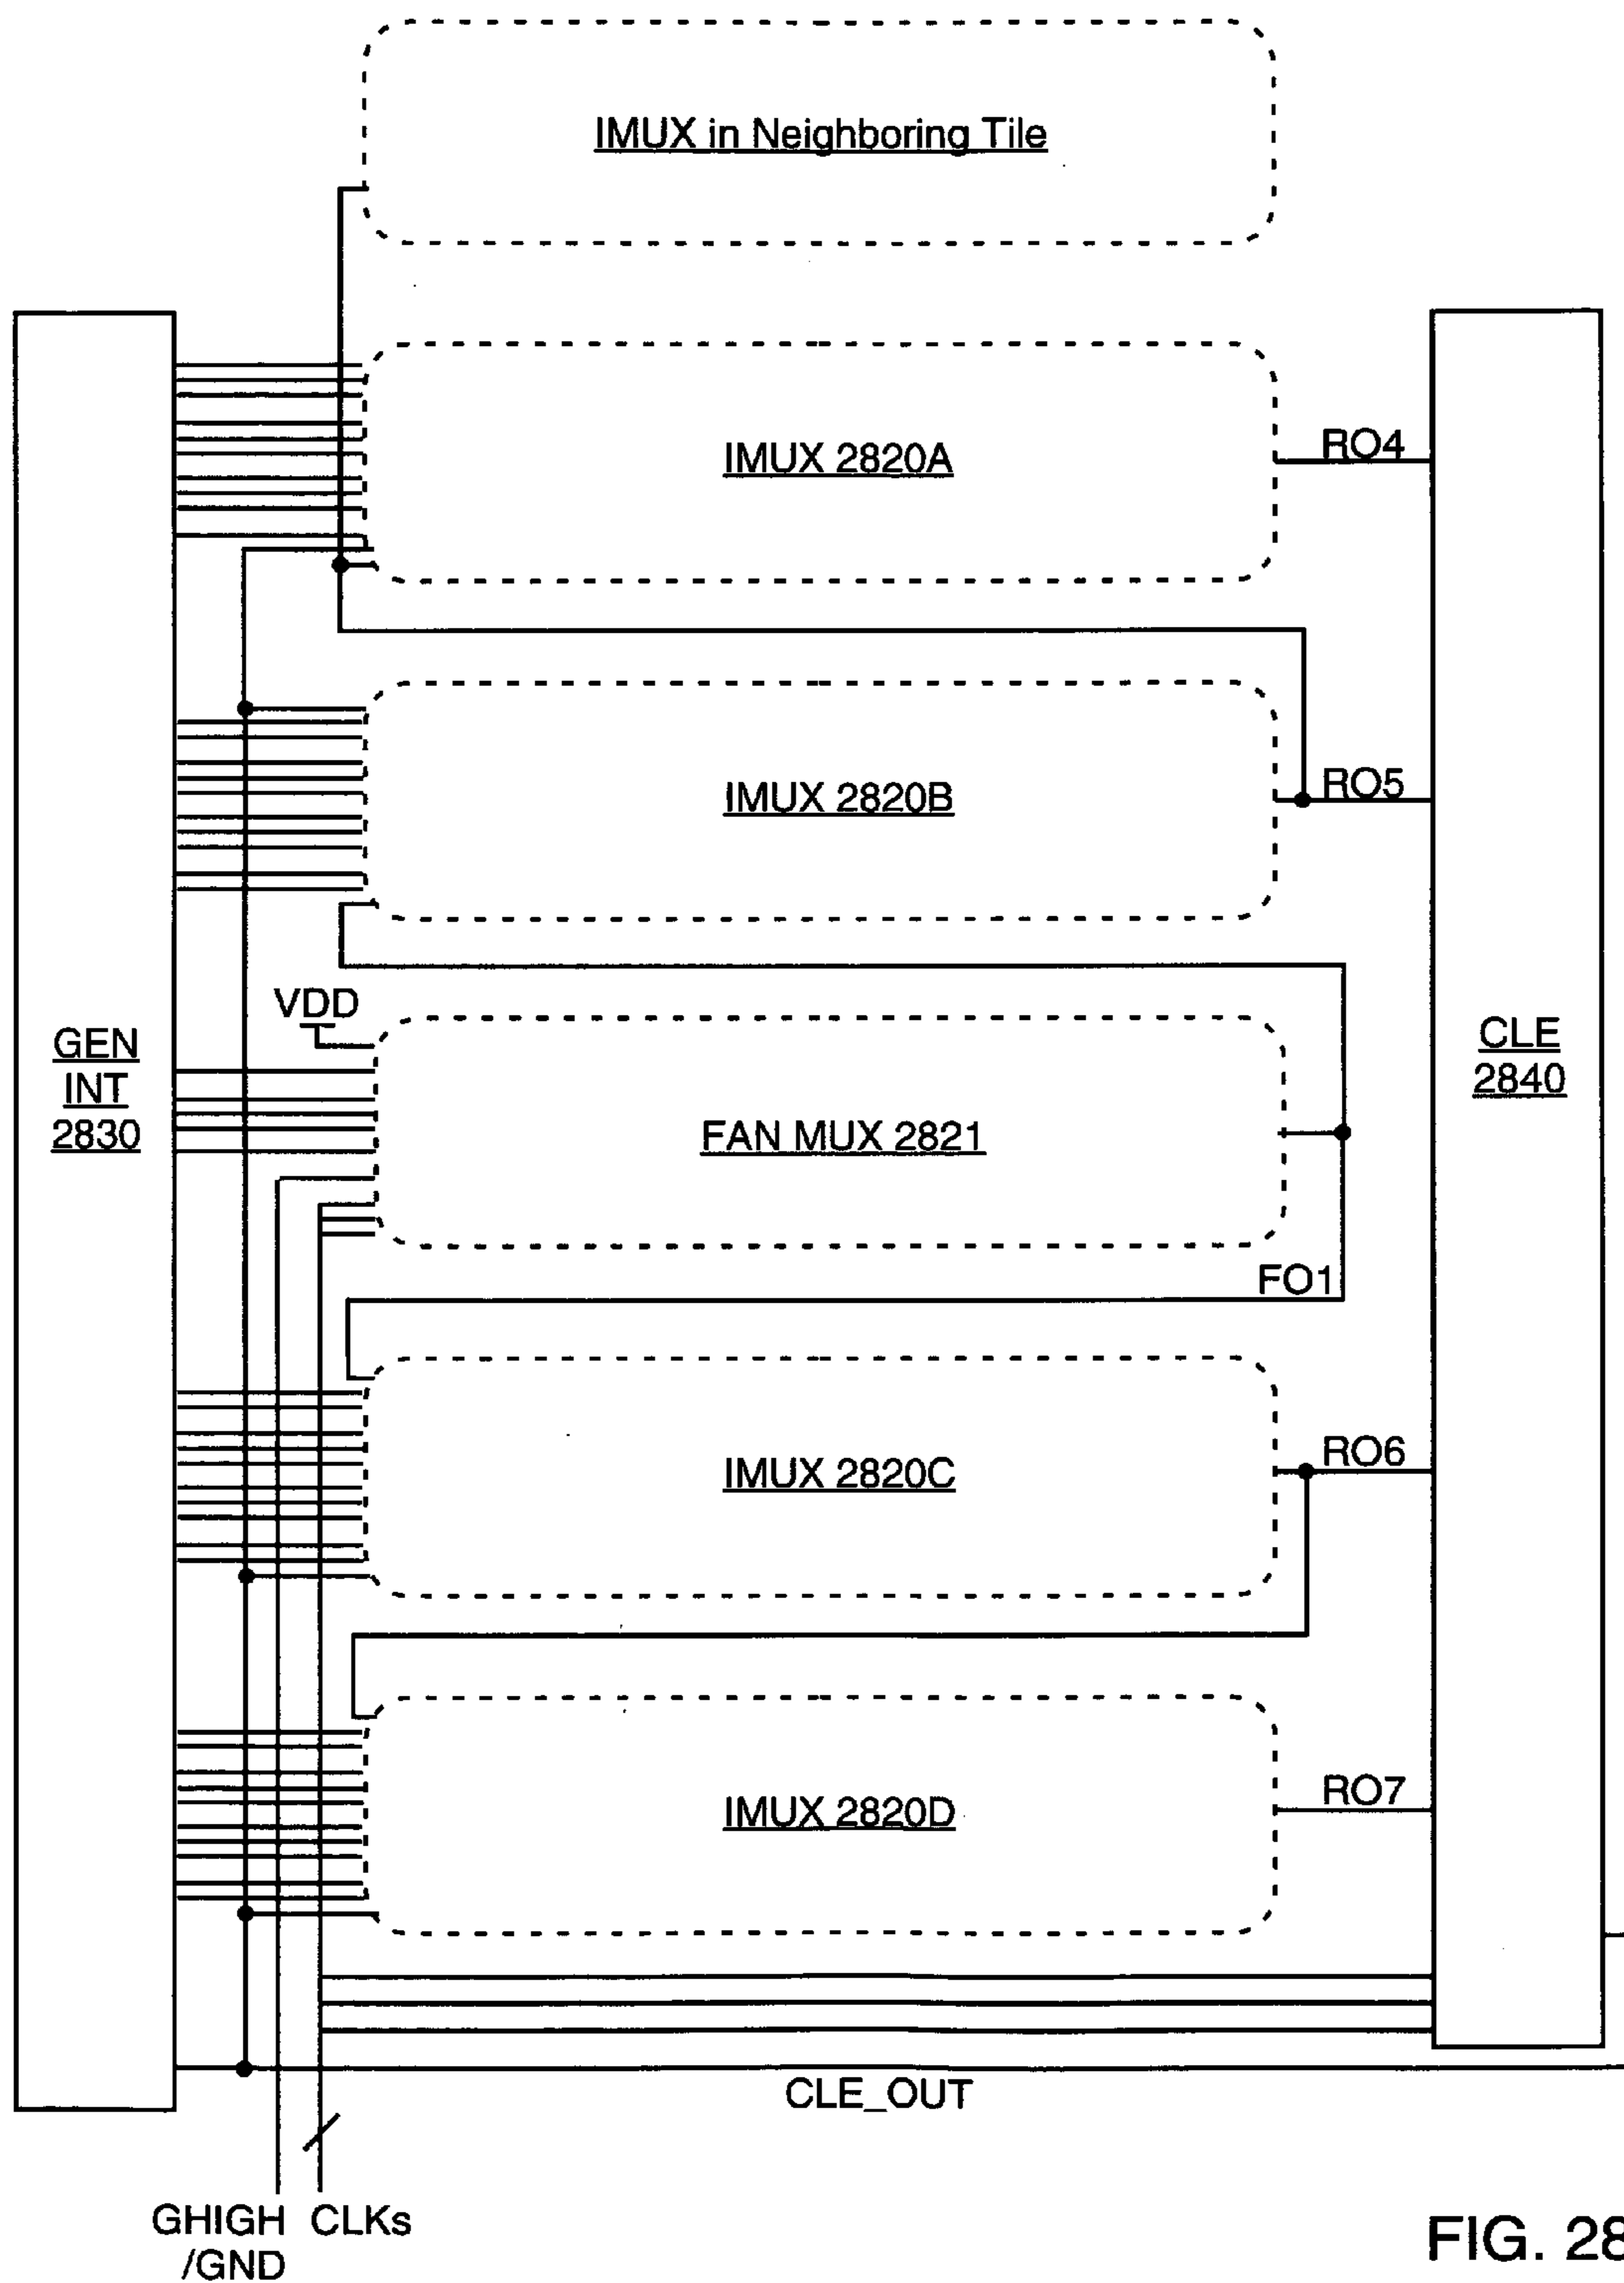 IMUX in Neighboring Tile
IMUX 2820A
RO4
IMUX 2820B
RO5
VDD
GEN
INT
2830
CLE
2840
FAN MUX 2821
FO1
IMUX 2820C
RO6
IMUX 2820D
RO7
CLE_OUT
GHIGH
/GND
CLKs
FIG. 28